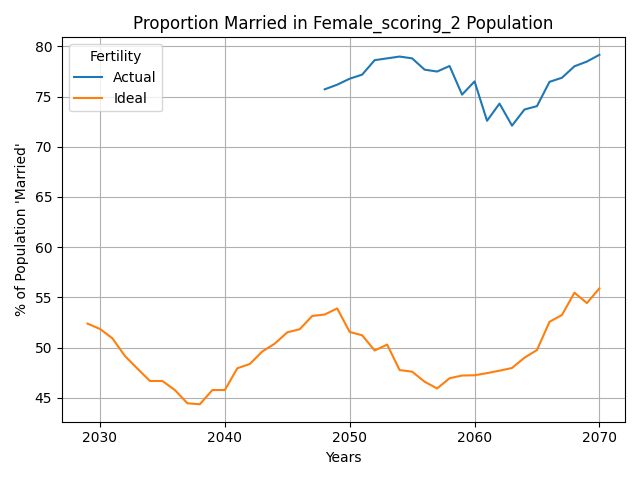 Proportion Married in Female_scoring_2 Population
Fertility
Actual
Ideal
80
75
70
65
60
55
50
45
% of Population 'Married'
2030 2040 2050 2060 2070
Years